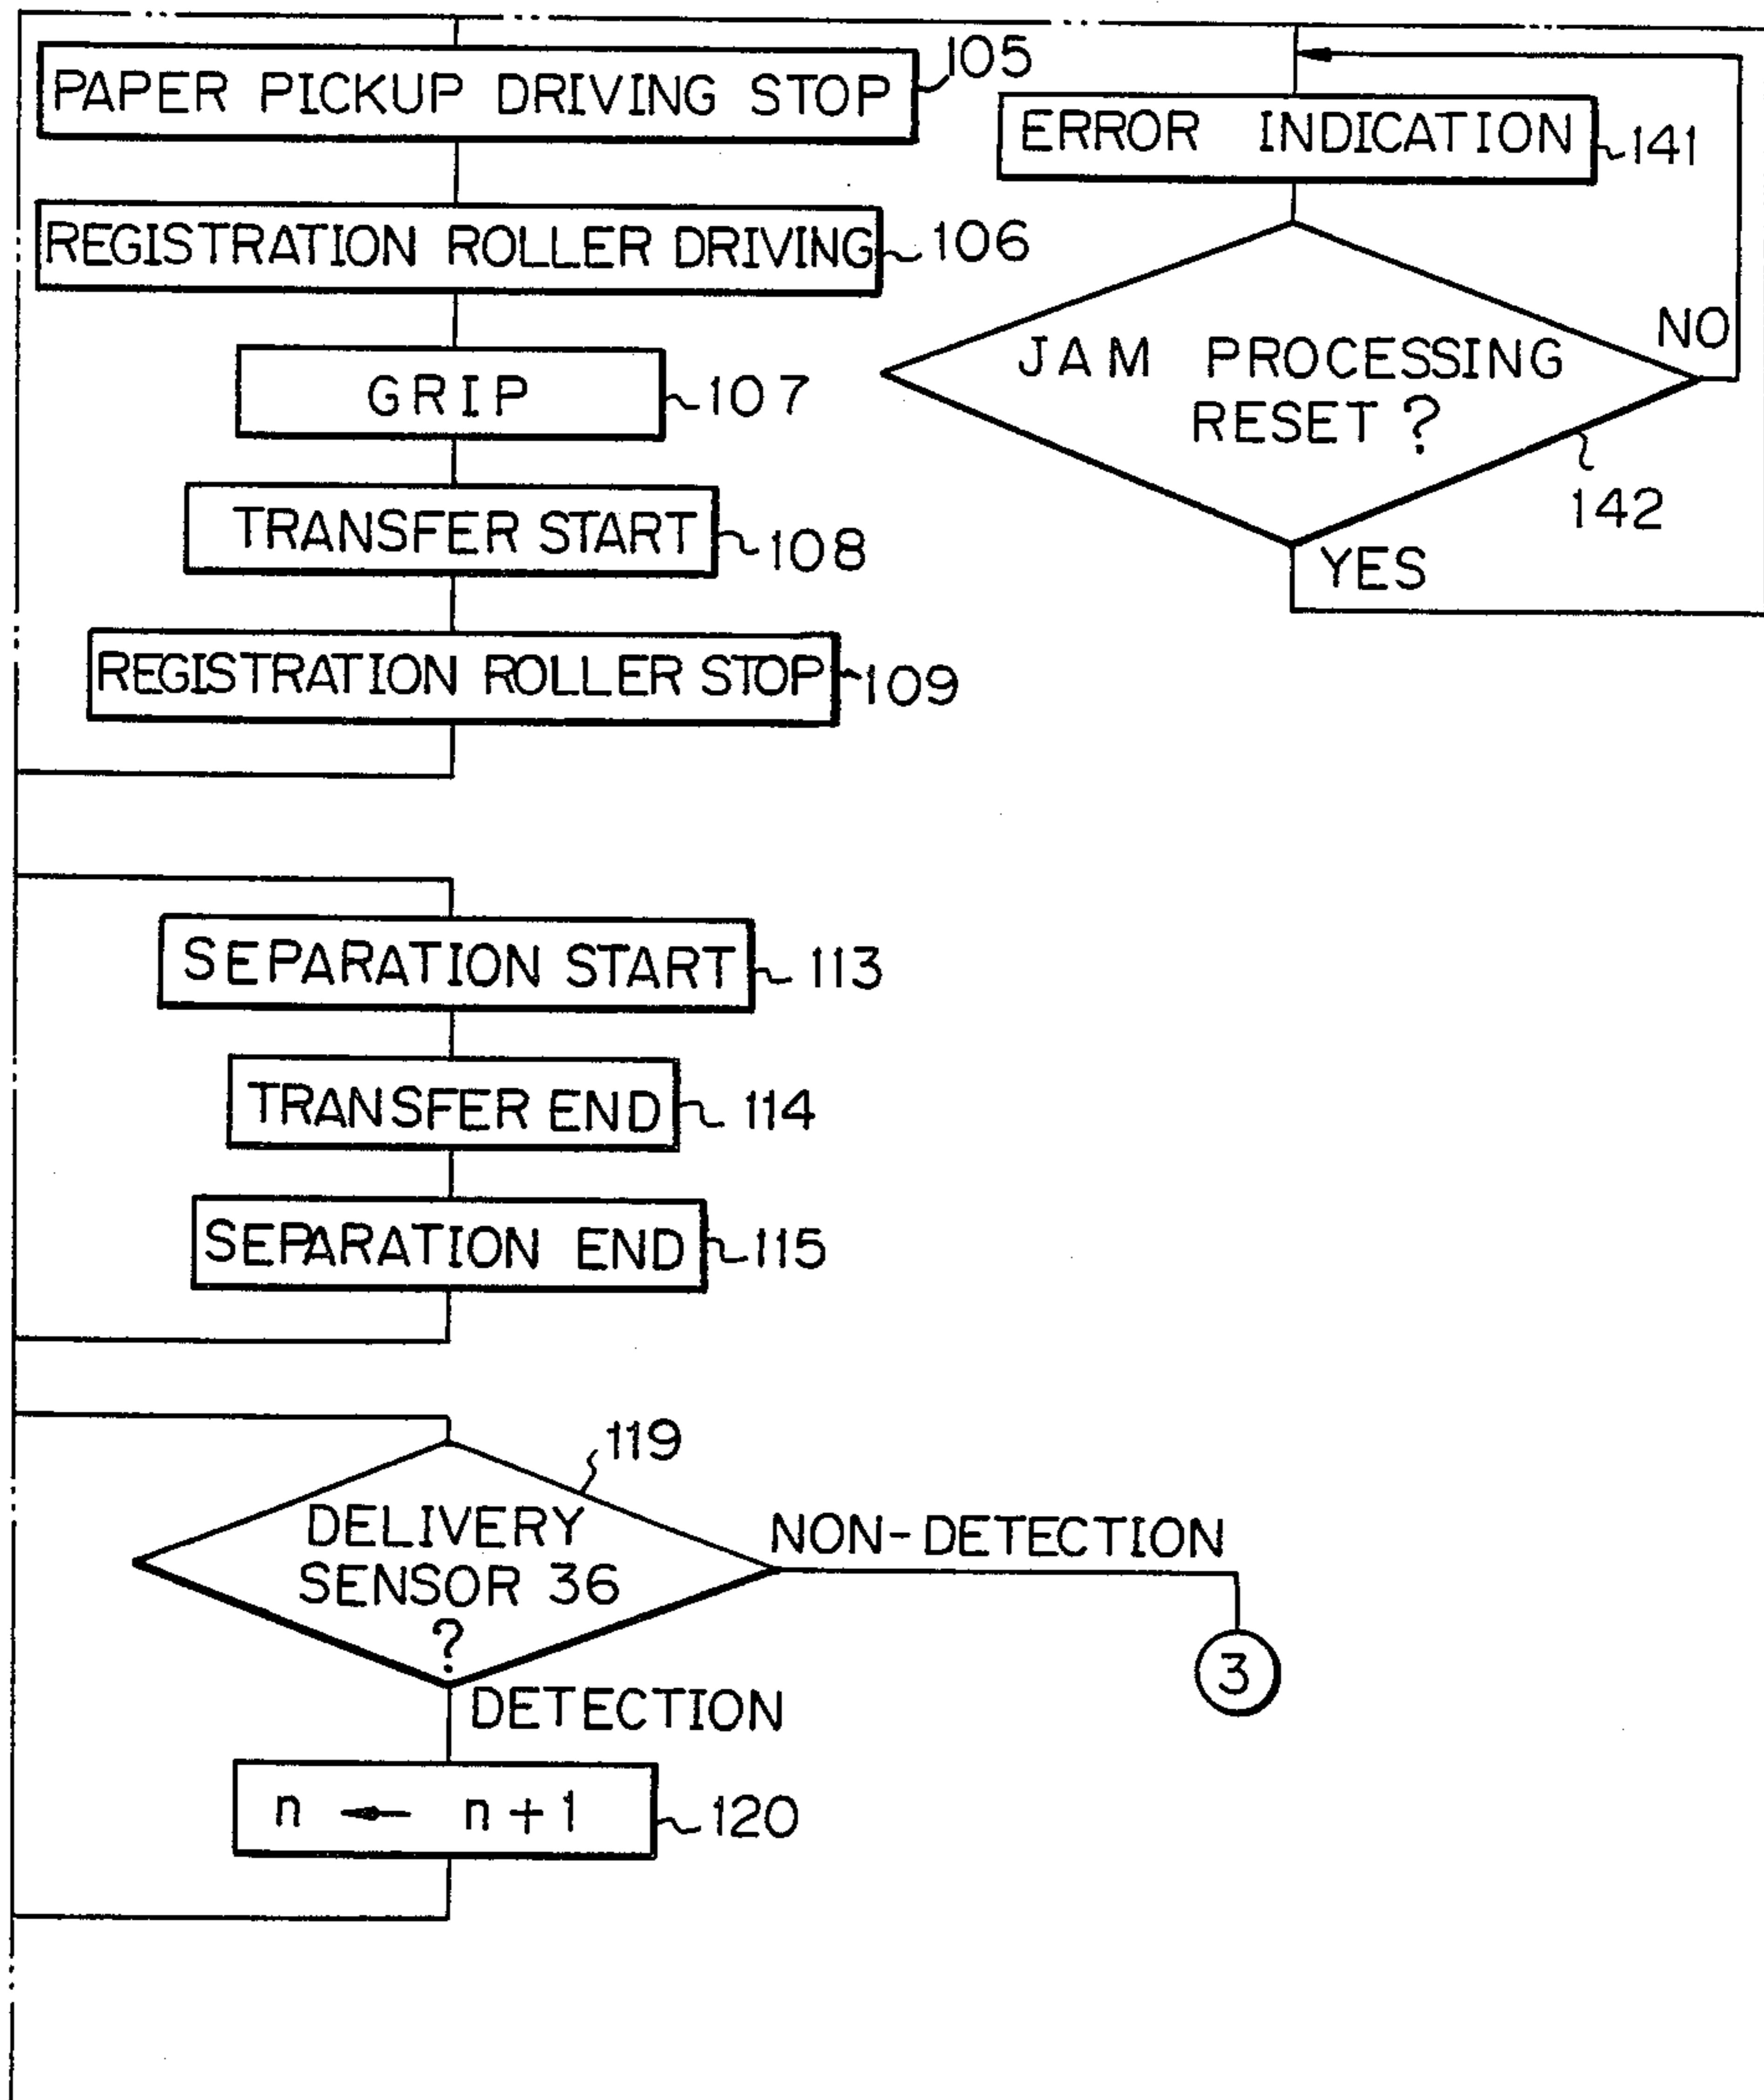 PAPER PICKUP DRIVING STOP 105
REGISTRATION ROLLER DRIVING 106
GRIP 107
TRANSFER START 108
REGISTRATION ROLLER STOP 109
ERROR INDICATION 141
JAM PROCESSING
RESET ?
NO
142
YES
SEPARATION START 113
TRANSFER END 114
SEPARATION END 115
119
DELIVERY
SENSOR 36
?
NON-DETECTION
3
DETECTION
n ← n+1 120